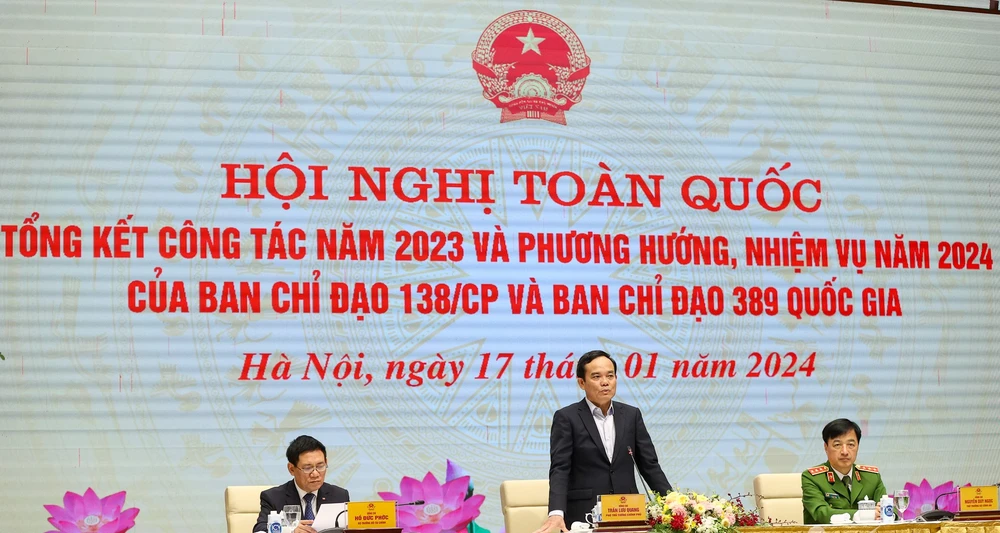 VIỆT NAM
HỘI NGHỊ TOÀN QUỐC
TỔNG KẾT CÔNG TÁC NĂM 2023 VÀ PHƯƠNG HƯỚNG, NHIỆM VỤ NĂM 2024
CỦA BAN CHỈ ĐẠO 138/CP VÀ BAN CHỈ ĐẠO 389 QUỐC GIA
Hà Nội, ngày 17 thá 01 năm 2024
HỒ ĐỨC PHỚC
TRẦN LƯU QUANG
NGUYỄN DUY NGỌC